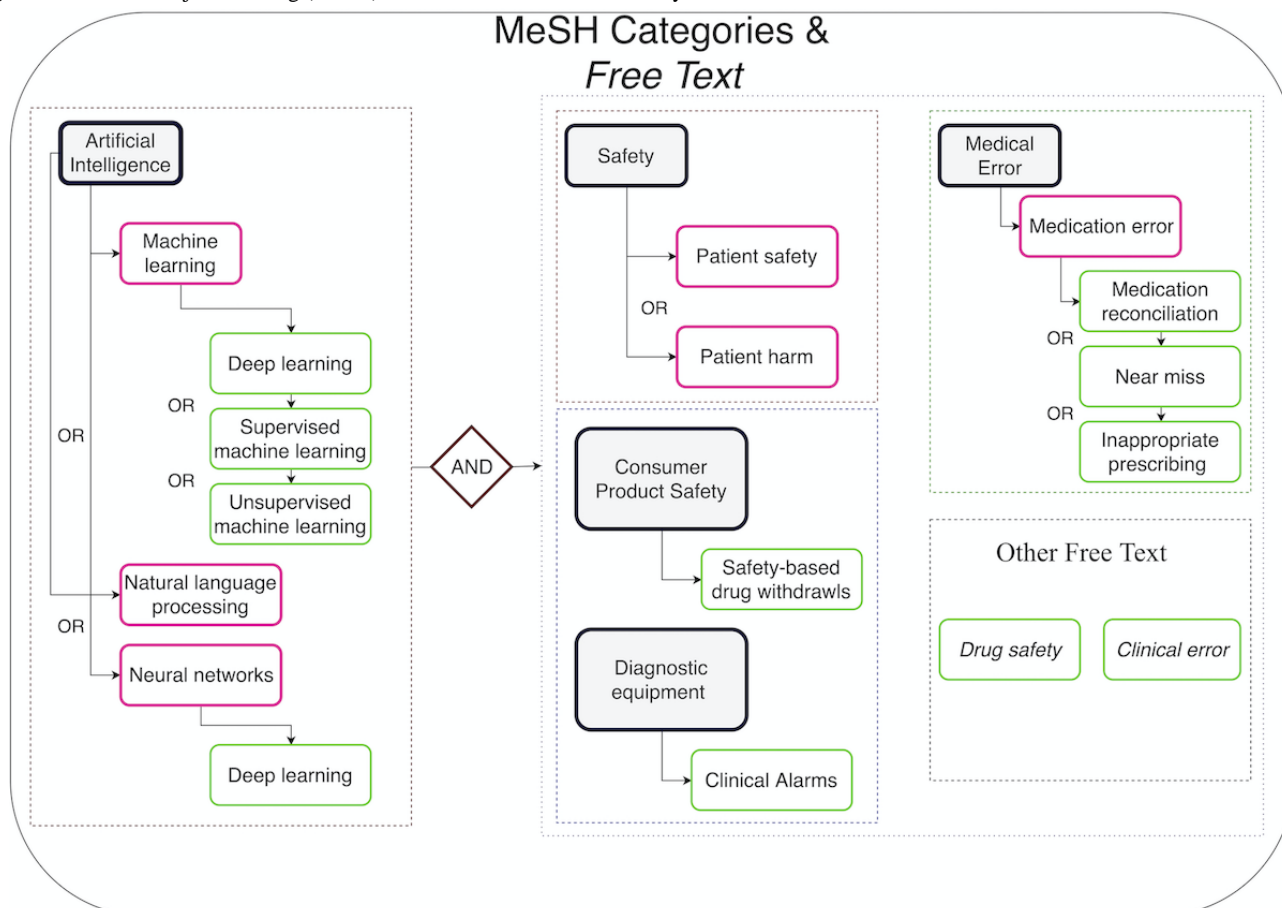 MeSH Categories &
Free Text
Artificial
Intelligence
Machine
learning
Deep learning
OR
Supervised
machine learning
OR
OR
Unsupervised
machine learning
Natural language
processing
OR
Neural networks
Deep learning
AND
Safety
Patient safety
OR
Patient harm
Consumer
Product Safety
Safety-based
drug withdrawls
Diagnostic
equipment
Clinical Alarms
Medical
Error
Medication error
Medication
reconciliation
OR
Near miss
OR
Inappropriate
prescribing
Other Free Text
Drug safety
Clinical error